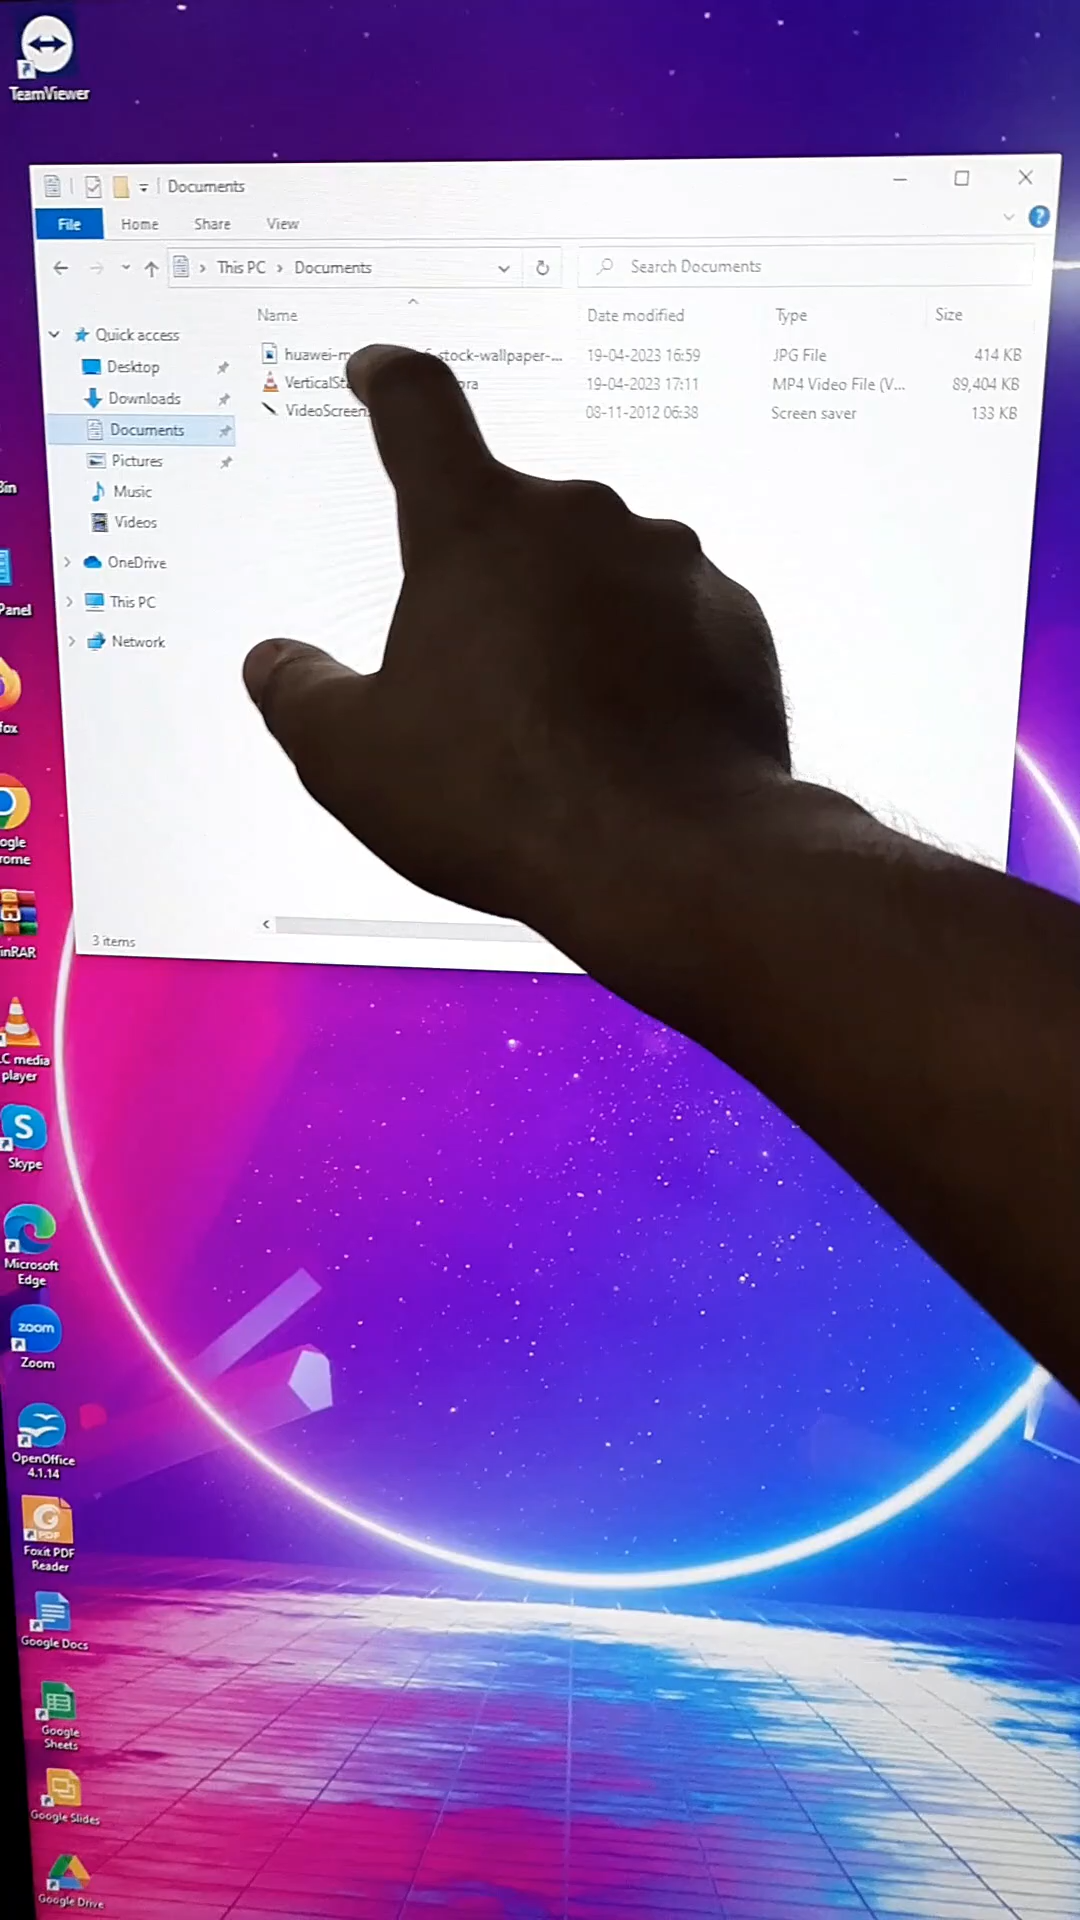 TeamViewer
Documents
File Home Share View
This PC Documents
Search Documents
Name Date modified Type Size
huawei-m stock-wallpaper-... 19-04-2023 16:59 JPG File 414 KB
VerticalSta ora 19-04-2023 17:11 MP4 Video File (V... 89,404 KB
VideoScreen 08-11-2012 06:38 Screen saver 133 KB
Quick access
Desktop
Downloads
Documents
Pictures
Music
Videos
OneDrive
This PC
Network
3 items
Bin
Panel
fox
ogle
rome
inRAR
LC media
player
S
Skype
Microsoft
Edge
zoom
Zoom
OpenOffice
4.1.14
PDF
Foxit PDF
Reader
Google Docs
Google
Sheets
Google Slides
Google Drive